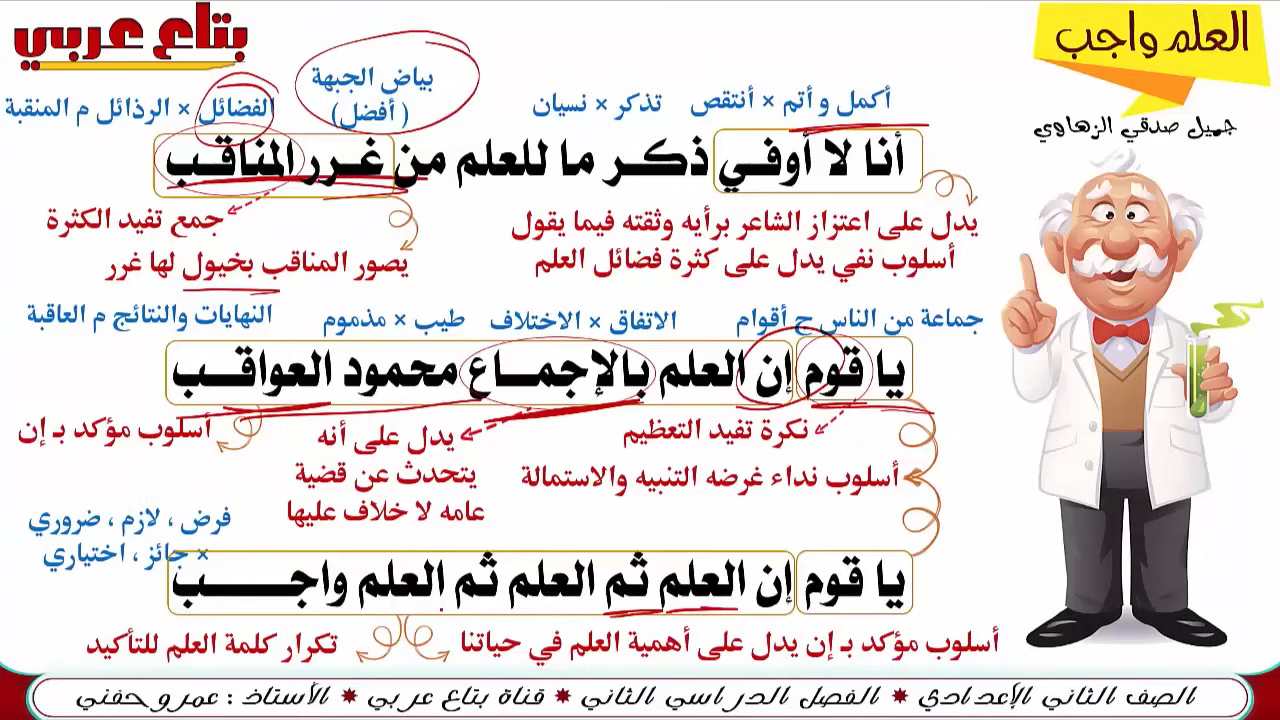 العلم واجب
بتاع عربي
جميل صدقي الزهاوي
بياض الجبهة
( أفضل )
أكمل و أتم × أنتقص
تذكر × نسيان
الفضائل × الرذائل م المنقبة
أنا لا أوفي ذكر ما للعلم من غرر المناقب
يدل على اعتزاز الشاعر برأيه وثقته فيما يقول
أسلوب نفي يدل على كثرة فضائل العلم
جمع تفيد الكثرة
يصور المناقب بخيول لها غرر
جماعة من الناس ج أقوام
الاتفاق × الاختلاف
طيب × مذموم
النهايات والنتائج م العاقبة
يا قوم إن العلم بالإجماع محمود العواقب
نكرة تفيد التعظيم
يدل على أنه
يتحدث عن قضية
عامه لا خلاف عليها
أسلوب مؤكد بـ إن
أسلوب نداء غرضه التنبيه والاستمالة
فرض ، لازم ، ضروري
× جائز ، اختياري
يا قوم إن العلم ثم العلم ثم العلم واجب
أسلوب مؤكد بـ إن يدل على أهمية العلم في حياتنا
تكرار كلمة العلم للتأكيد
الصف الثاني الأعدادي * الفصل الدراسي الثاني * قناة بتاع عربي * الأستاذ : عمرو حفني